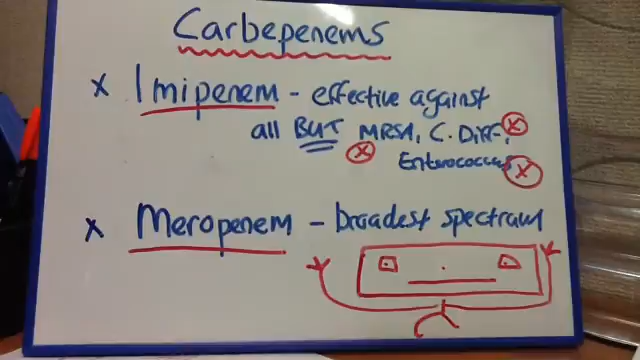 Carbepenems
x Imipenem - effective against
all BUT MRSA, C. Diff,
Enterococcus
x Meropenem - broadest spectrum